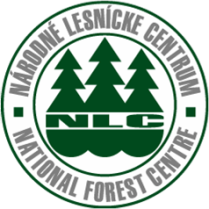 NÁRODNÉ LESNÍCKE CENTRUM
NLC
NATIONAL FOREST CENTRE